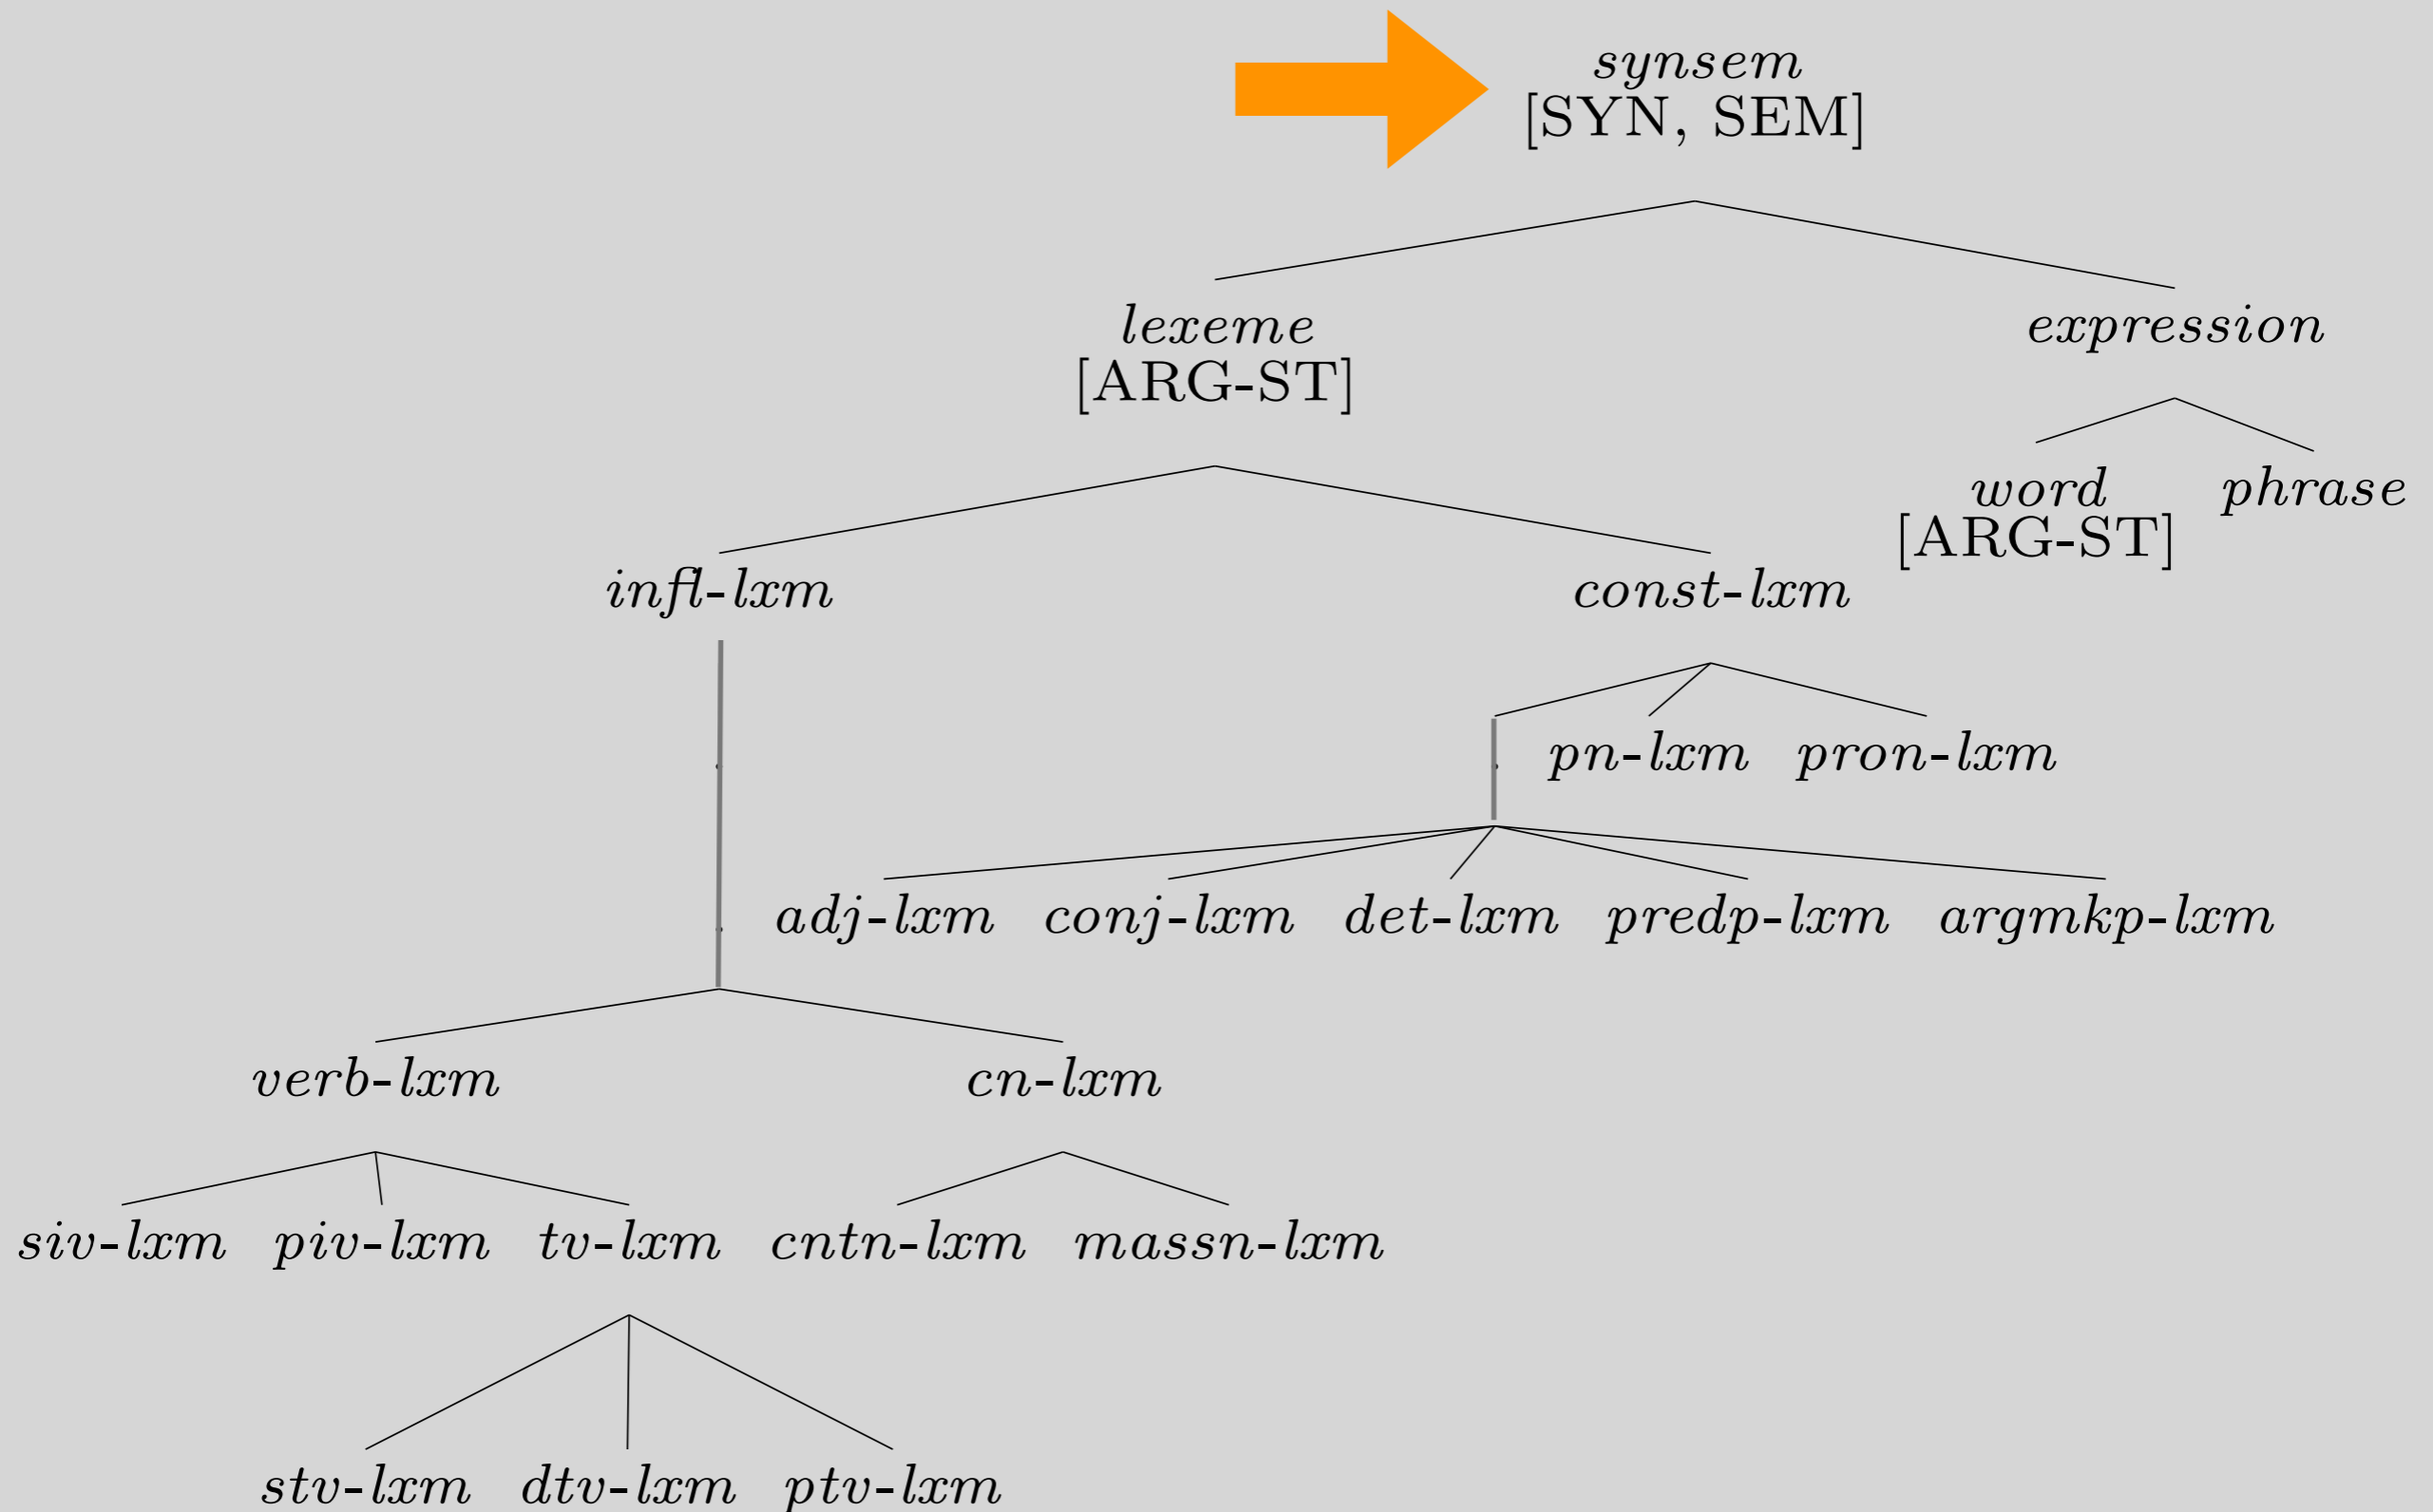 synsem
[SYN, SEM]
lexeme
expression
[ARG-ST]
word phrase
[ARG-ST]
infl-lxm const-lxm
pn-lxm pron-lxm
adj-lxm conj-lxm det-lxm predp-lxm argmkp-lxm
verb-lxm cn-lxm
siv-lxm piv-lxm tv-lxm cntn-lxm massn-lxm
stv-lxm dtv-lxm ptv-lxm